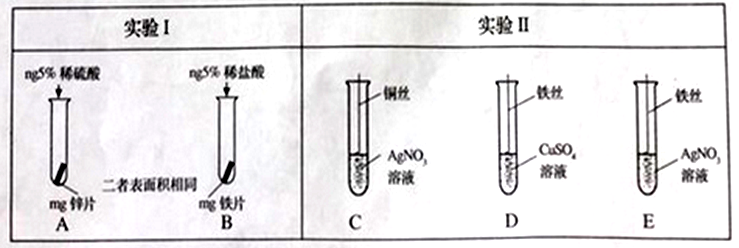 实验Ⅰ
实验Ⅱ
ng5% 稀硫酸
ng5% 稀盐酸
二者表面积相同
mg 锌片
mg 铁片
A
B
铜丝
AgNO₃
溶液
C
铁丝
CuSO₄
溶液
D
铁丝
AgNO₃
溶液
E